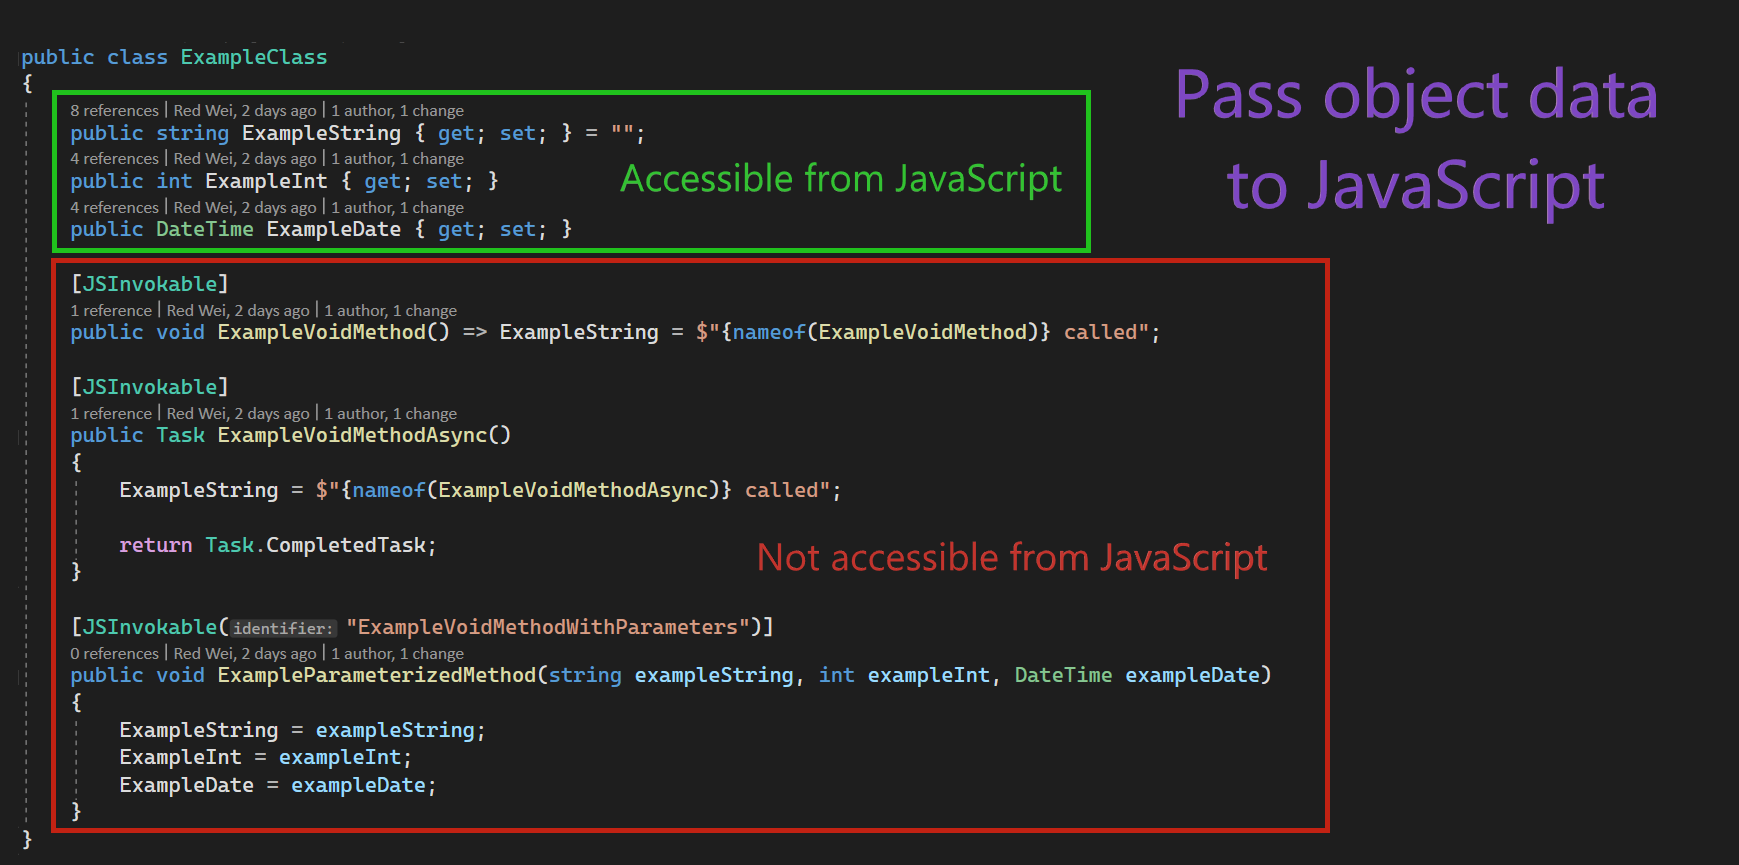 public class ExampleClass
{
8 references | Red Wei, 2 days ago | 1 author, 1 change
public string ExampleString { get; set; } = "";
4 references | Red Wei, 2 days ago | 1 author, 1 change
public int ExampleInt { get; set; }
4 references | Red Wei, 2 days ago | 1 author, 1 change
public DateTime ExampleDate { get; set; }
Accessible from JavaScript
Pass object data
to JavaScript
[JSInvokable]
1 reference | Red Wei, 2 days ago | 1 author, 1 change
public void ExampleVoidMethod() => ExampleString = $"{nameof(ExampleVoidMethod)} called";
[JSInvokable]
1 reference | Red Wei, 2 days ago | 1 author, 1 change
public Task ExampleVoidMethodAsync()
{
ExampleString = $"{nameof(ExampleVoidMethodAsync)} called";
return Task.CompletedTask;
}
Not accessible from JavaScript
[JSInvokable(identifier: "ExampleVoidMethodWithParameters")]
0 references | Red Wei, 2 days ago | 1 author, 1 change
public void ExampleParameterizedMethod(string exampleString, int exampleInt, DateTime exampleDate)
{
ExampleString = exampleString;
ExampleInt = exampleInt;
ExampleDate = exampleDate;
}
}